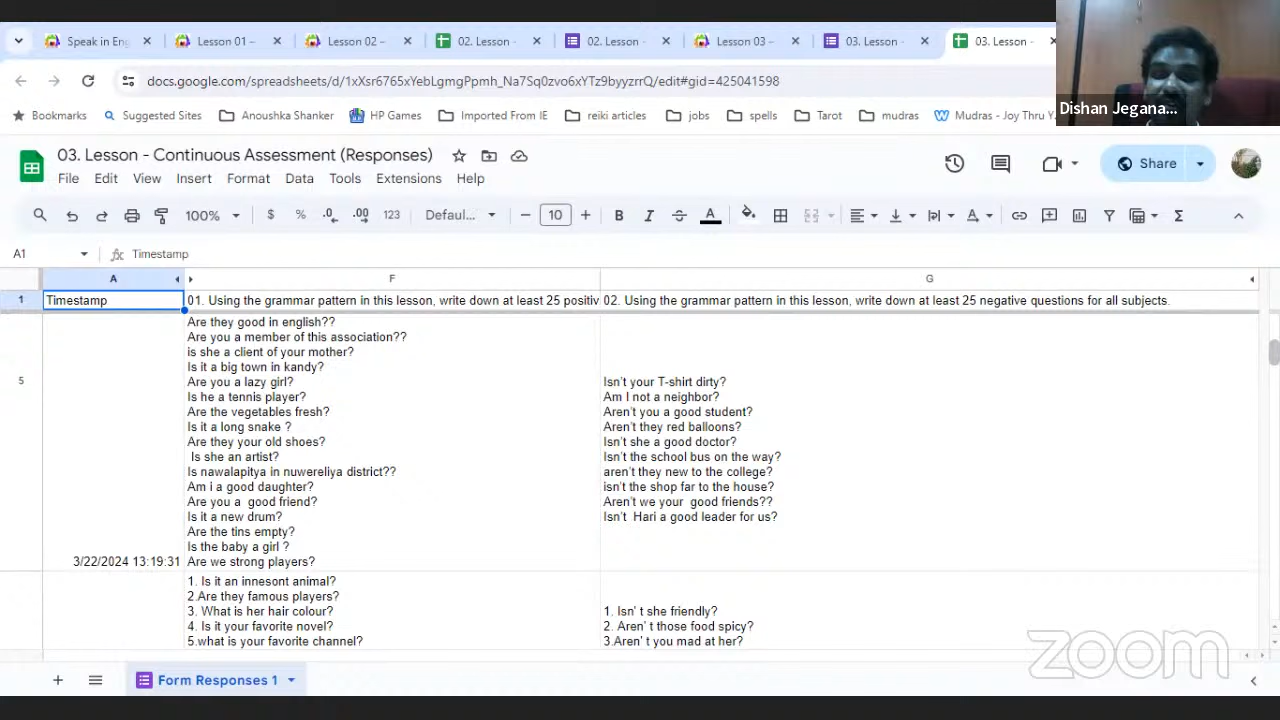 Speak in En
Lesson 01 –
Lesson 02 –
02. Lesson -
02. Lesson -
Lesson 03 –
03. Lesson -
03. Lesson -
docs.google.com/spreadsheets/d/1xXsr6765xYebLgmgPpmh_Na7Sq0zvo6xYTz9byyzrrQ/edit#gid=425041598
Bookmarks Suggested Sites Anoushka Shanker HP Games Imported From IE reiki articles jobs spells Tarot mudras Mudras - Joy Thru Y
Dishan Jegana...
03. Lesson - Continuous Assessment (Responses)
Share
File Edit View Insert Format Data Tools Extensions Help
100% $ % .0 .00 123 Defaul... 10 B I A
A1 fx Timestamp
A F G
1 Timestamp 01. Using the grammar pattern in this lesson, write down at least 25 positiv 02. Using the grammar pattern in this lesson, write down at least 25 negative questions for all subjects.
5
3/22/2024 13:19:31
Are they good in english??
Are you a member of this association??
is she a client of your mother?
Is it a big town in kandy?
Are you a lazy girl?
Is he a tennis player?
Are the vegetables fresh?
Is it a long snake ?
Are they your old shoes?
Is she an artist?
Is nawalapitya in nuwereliya district??
Am i a good daughter?
Are you a  good friend?
Is it a new drum?
Are the tins empty?
Is the baby a girl ?
Are we strong players?
Isn't your T-shirt dirty?
Am I not a neighbor?
Aren't you a good student?
Aren't they red balloons?
Isn't she a good doctor?
Isn't the school bus on the way?
aren't they new to the college?
isn't the shop far to the house?
Aren't we your  good friends??
Isn't  Hari a good leader for us?
1. Is it an innesont animal?
2.Are they famous players?
3. What is her hair colour?
4. Is it your favorite novel?
5.what is your favorite channel?
1. Isn' t she friendly?
2. Aren' t those food spicy?
3.Aren' t you mad at her?
zoom
Form Responses 1